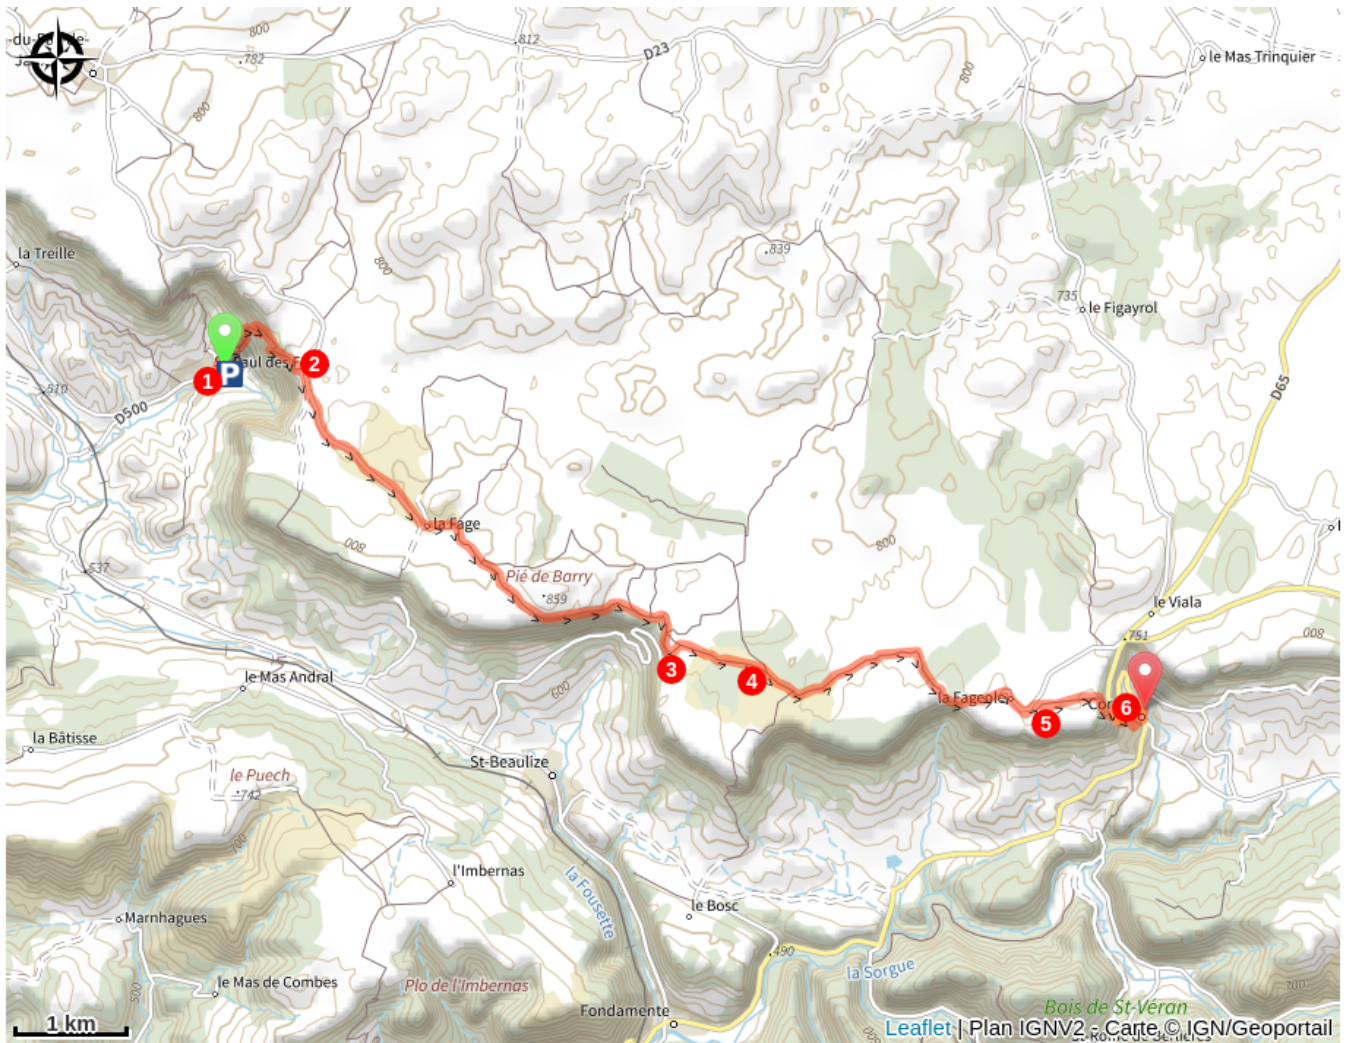 800
812
D23
782
le Mas Trinquier
800
800
839
la Treille
800
735
le Figayrol
D65
1
P
2
510
D500
la Fage
800
800
537
Pié de Barry
859
le Viala
751
800
3
4
la Fageole
5
6
le Mas Andral
600
la Bâtisse
St-Beaulize
le Puech
742
700
l'Imbernas
la Fousette
le Bosc
Marnhagues
490
la Sorgue
le Mas de Combes
500
Plo de l'Imbernas
700
Fondamente
Bois de St-Véran
1 km
600
Leaflet | Plan IGNV2 - Carte © IGN/Geoportail